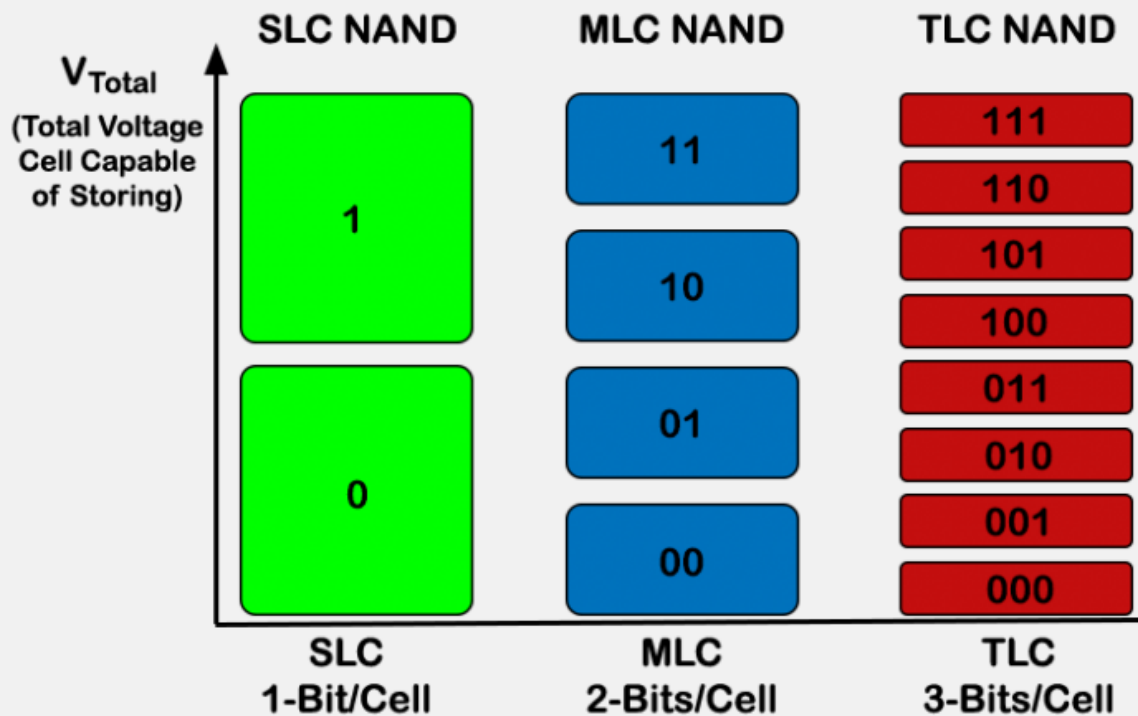 SLC NAND
MLC NAND
TLC NAND
VTotal
(Total Voltage
Cell Capable
of Storing)
1
0
11
10
01
00
111
110
101
100
011
010
001
000
SLC
1-Bit/Cell
MLC
2-Bits/Cell
TLC
3-Bits/Cell